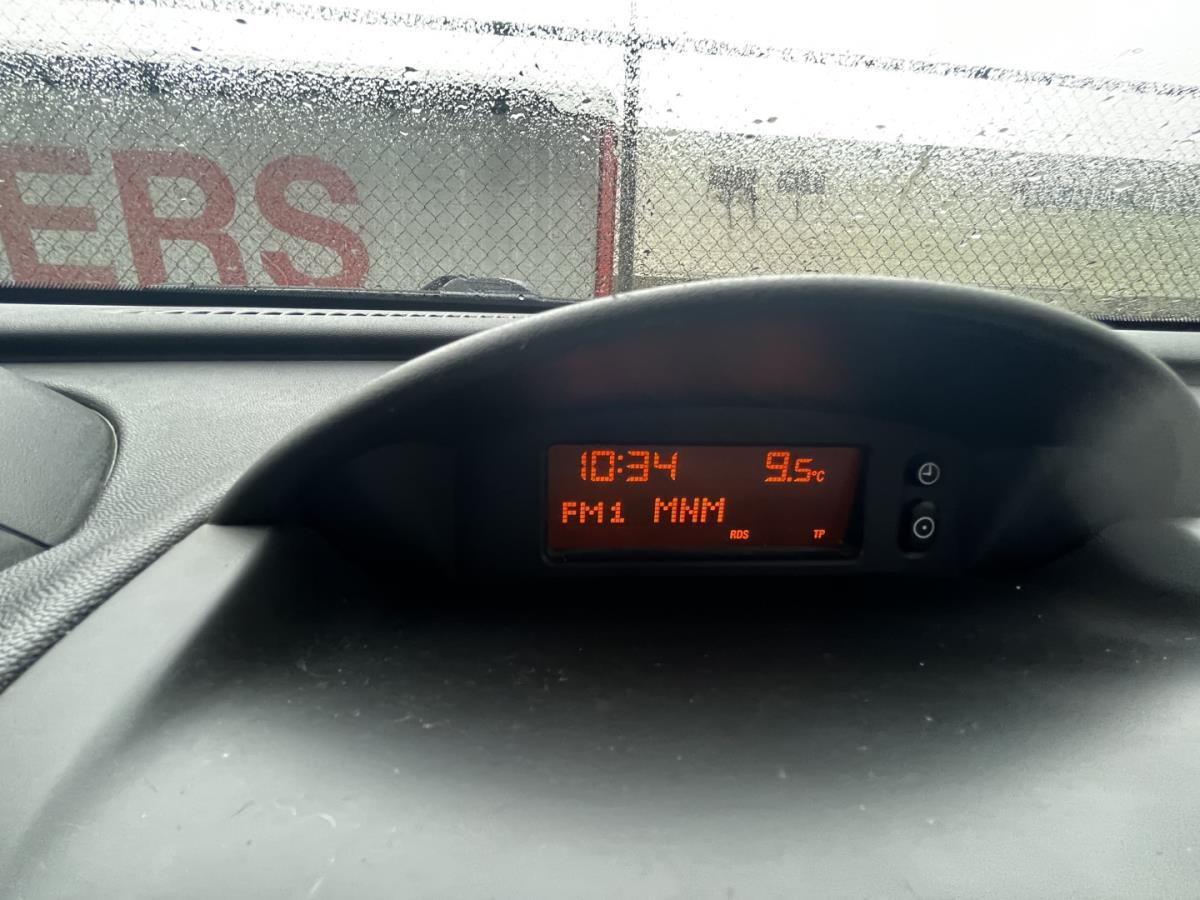 ERS
10:34 9.5°C
FM1 MNM
RDS TP